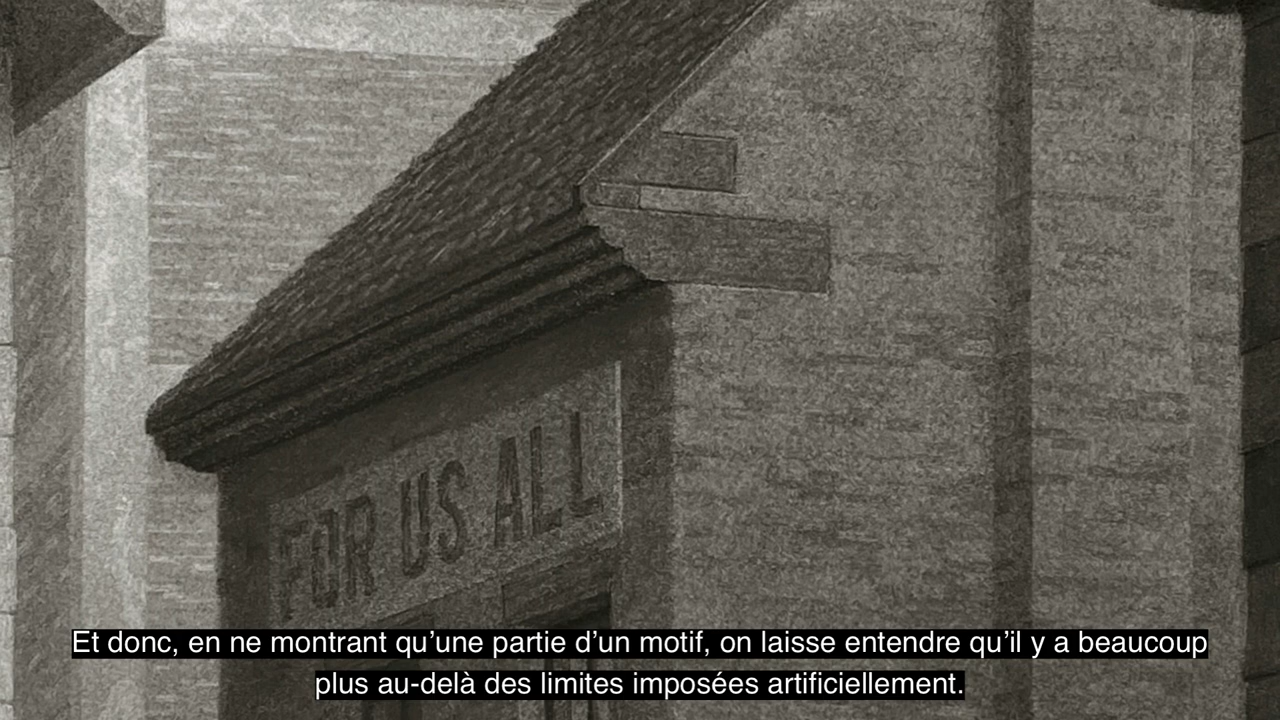 FOR US ALL
Et donc, en ne montrant qu’une partie d’un motif, on laisse entendre qu’il y a beaucoup
plus au-delà des limites imposées artificiellement.